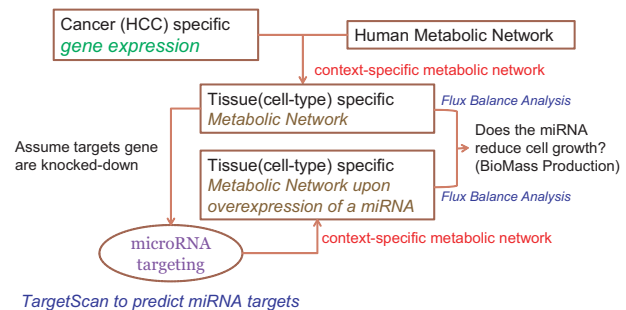 Cancer (HCC) specific
gene expression
Human Metabolic Network
context-specific metabolic network
Tissue(cell-type) specific
Metabolic Network
Flux Balance Analysis
Assume targets gene
are knocked-down
Does the miRNA
reduce cell growth?
(BioMass Production)
Tissue(cell-type) specific
Metabolic Network upon
overexpression of a miRNA
Flux Balance Analysis
microRNA
targeting
context-specific metabolic network
TargetScan to predict miRNA targets